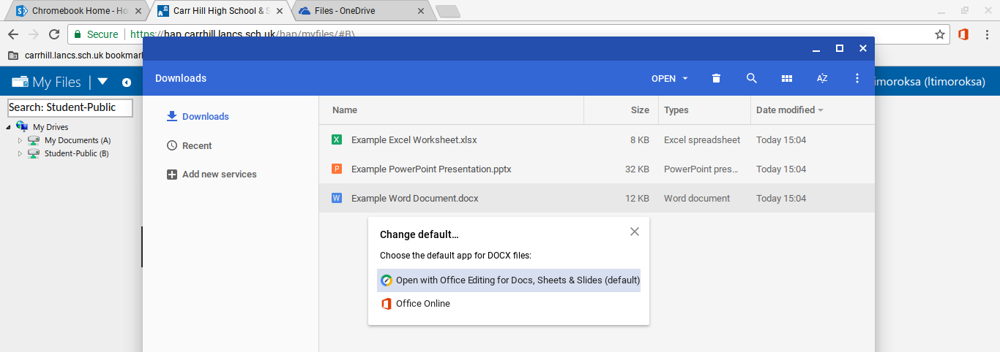 Chromebook Home - Ho
Carr Hill High School & S
Files - OneDrive
Secure
https://hap.carrhill.lancs.sch.uk/hap/myfiles/#B\
carrhill.lancs.sch.uk bookmar
My Files
imoroksa (ltimoroksa)
Search: Student-Public
My Drives
My Documents (A)
Student-Public (B)
Downloads
OPEN
AZ
Downloads
Recent
Add new services
Name Size Types Date modified
X Example Excel Worksheet.xlsx 8 KB Excel spreadsheet Today 15:04
P Example PowerPoint Presentation.pptx 32 KB PowerPoint pres... Today 15:04
W Example Word Document.docx 12 KB Word document Today 15:04
Change default...
Choose the default app for DOCX files:
Open with Office Editing for Docs, Sheets & Slides (default)
Office Online